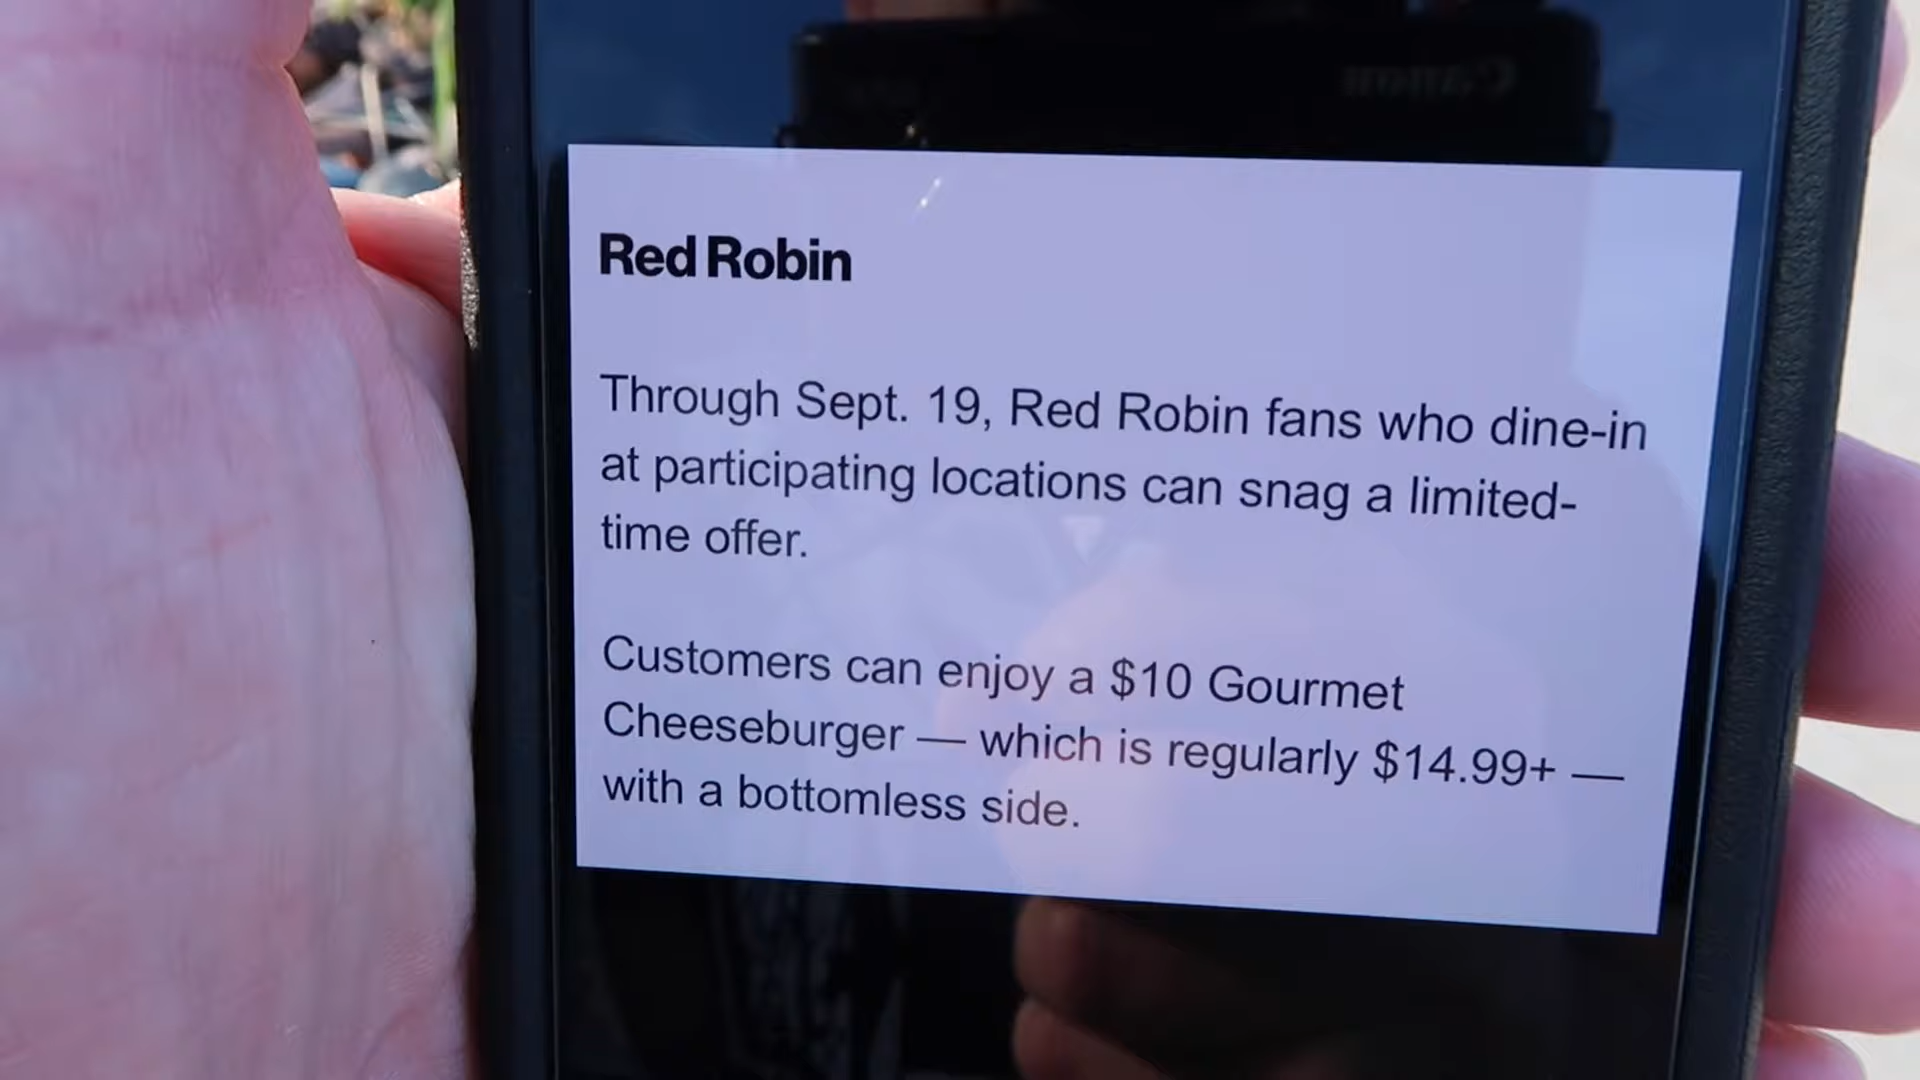 Canon
Red Robin
Through Sept. 19, Red Robin fans who dine-in
at participating locations can snag a limited-
time offer.
Customers can enjoy a $10 Gourmet
Cheeseburger — which is regularly $14.99+ —
with a bottomless side.